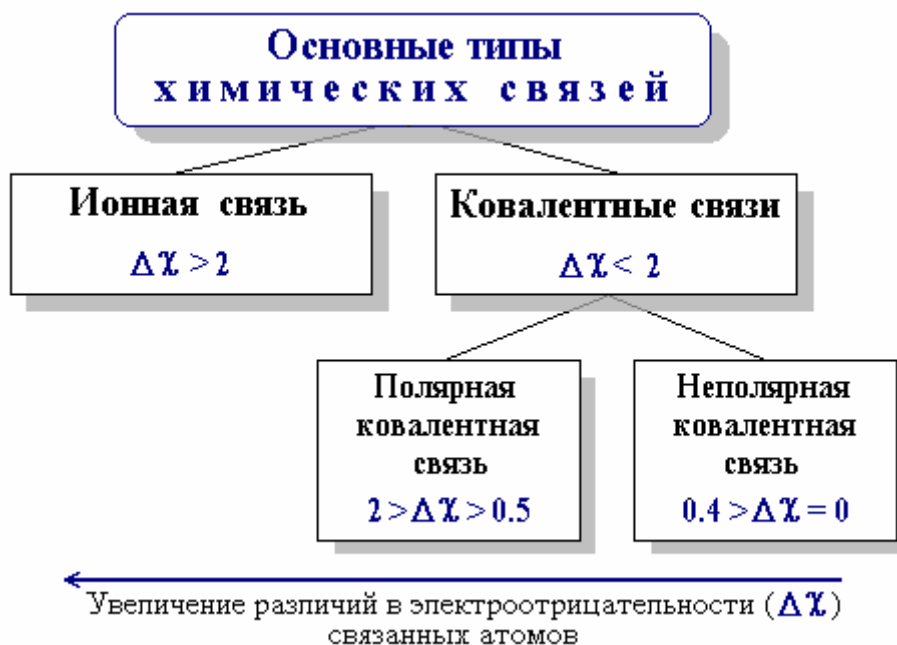 Основные типы
химических связей
Ионная связь
Δχ > 2
Ковалентные связи
Δχ < 2
Полярная
ковалентная
связь
2 > Δχ > 0.5
Неполярная
ковалентная
связь
0.4 > Δχ = 0
Увеличение различий в электроотрицательности (Δχ)
связанных атомов